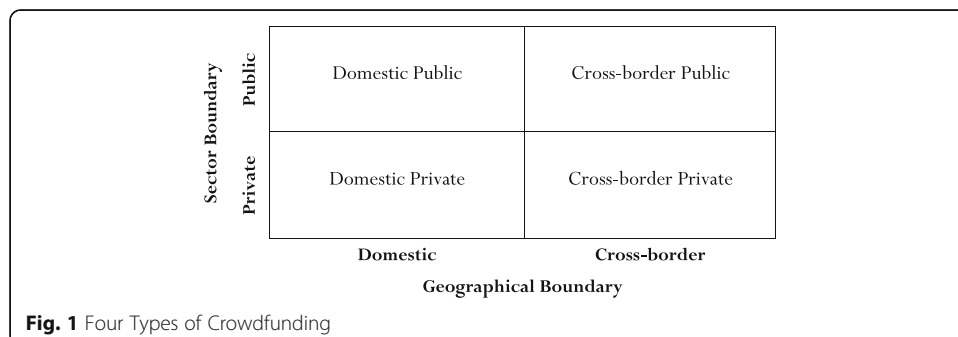 Sector Boundary
Public
Domestic Public
Cross-border Public
Private
Domestic Private
Cross-border Private
Domestic
Cross-border
Geographical Boundary
Fig. 1 Four Types of Crowdfunding